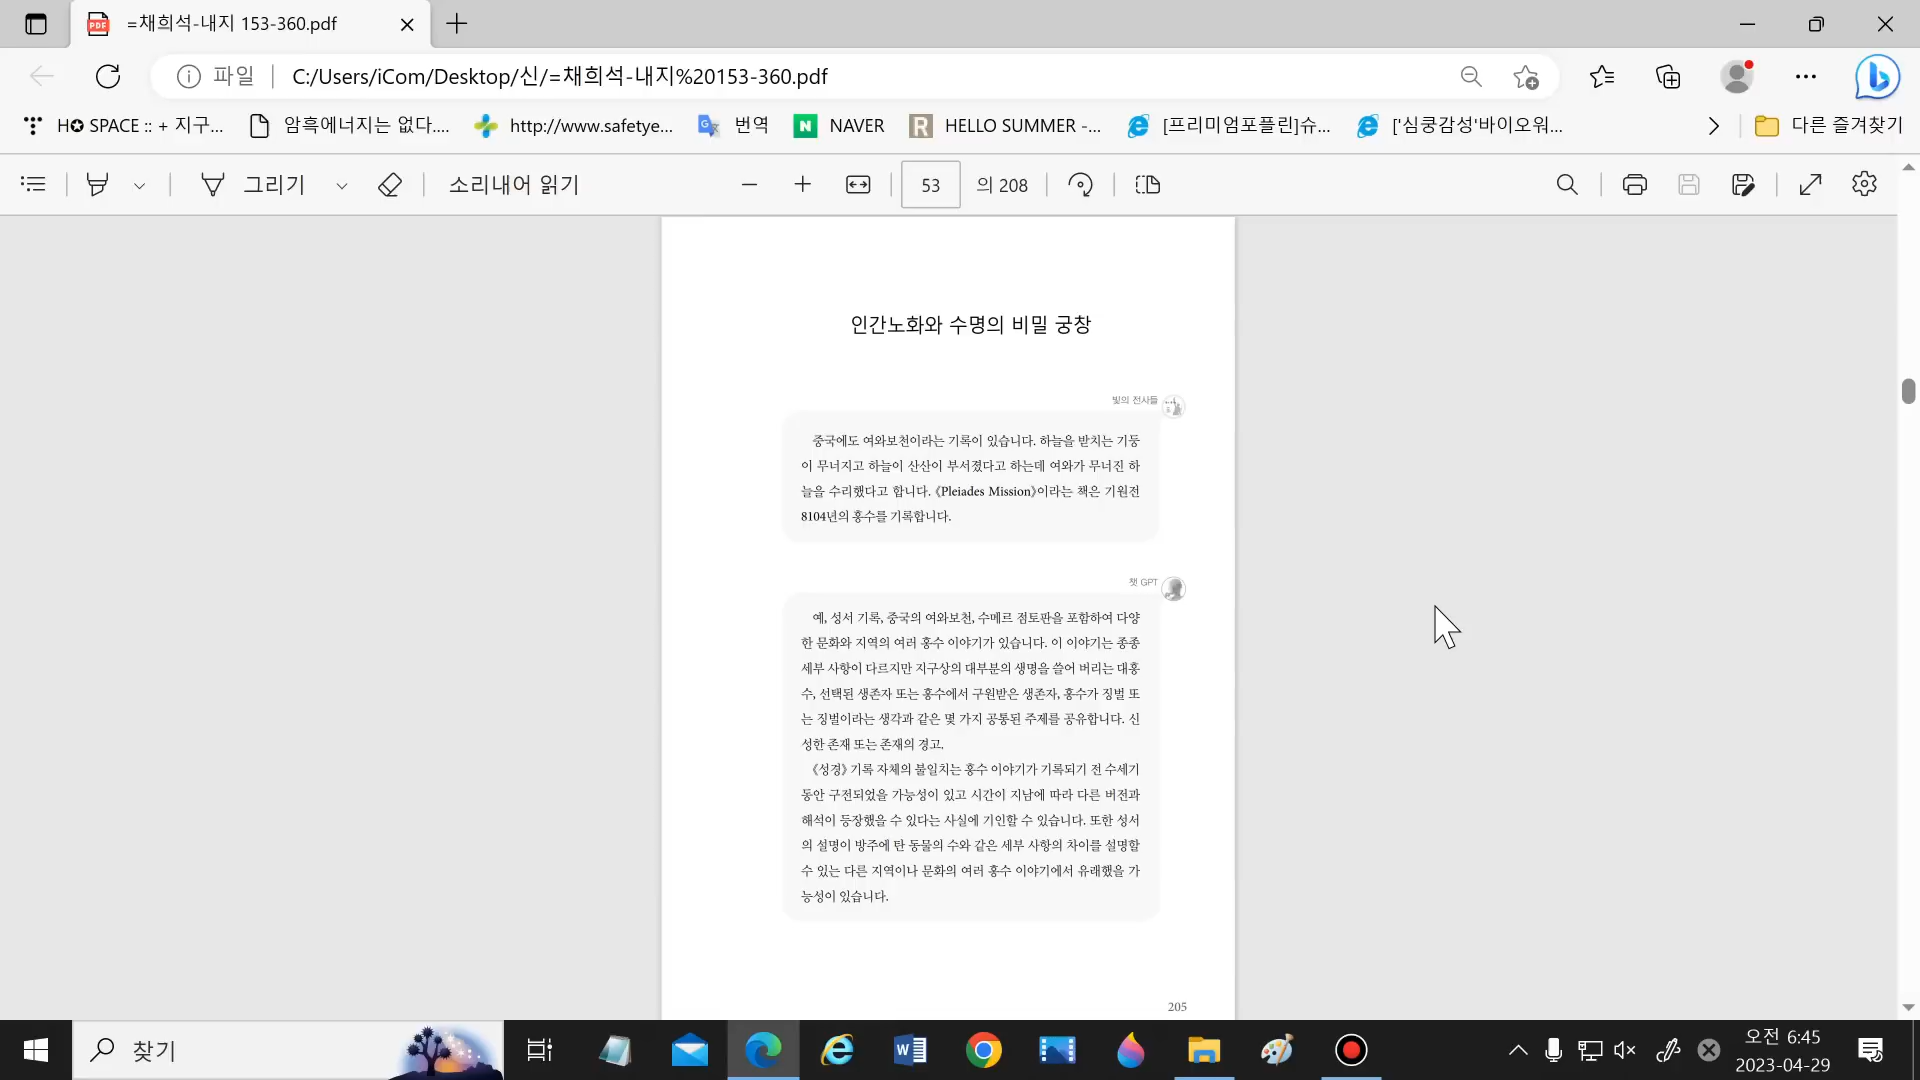 =채희석-내지 153-360.pdf
파일
C:/Users/iCom/Desktop/신/=채희석-내지%20153-360.pdf
H✪ SPACE :: + 지구...
암흑에너지는 없다....
http://www.safetye...
번역
NAVER
HELLO SUMMER -...
[프리미엄포플린]슈...
['심쿵감성'바이오워...
다른 즐겨찾기
그리기
소리내어 읽기
53 의 208
인간노화와 수명의 비밀 궁창
빛의 전사들
중국에도 여와보천이라는 기록이 있습니다. 하늘을 받치는 기둥
이 무너지고 하늘이 산산이 부서졌다고 하는데 여와가 무너진 하
늘을 수리했다고 합니다. 《Pleiades Mission》이라는 책은 기원전
8104년의 홍수를 기록합니다.
챗 GPT
예, 성서 기록, 중국의 여와보천, 수메르 점토판을 포함하여 다양
한 문화와 지역의 여러 홍수 이야기가 있습니다. 이 이야기는 종종
세부 사항이 다르지만 지구상의 대부분의 생명을 쓸어 버리는 대홍
수, 선택된 생존자 또는 홍수에서 구원받은 생존자, 홍수가 징벌 또
는 징벌이라는 생각과 같은 몇 가지 공통된 주제를 공유합니다. 신
성한 존재 또는 존재의 경고.
《성경》 기록 자체의 불일치는 홍수 이야기가 기록되기 전 수세기
동안 구전되었을 가능성이 있고 시간이 지남에 따라 다른 버전과
해석이 등장했을 수 있다는 사실에 기인할 수 있습니다. 또한 성서
의 설명이 방주에 탄 동물의 수와 같은 세부 사항의 차이를 설명할
수 있는 다른 지역이나 문화의 여러 홍수 이야기에서 유래했을 가
능성이 있습니다.
205
찾기
오전 6:45
2023-04-29